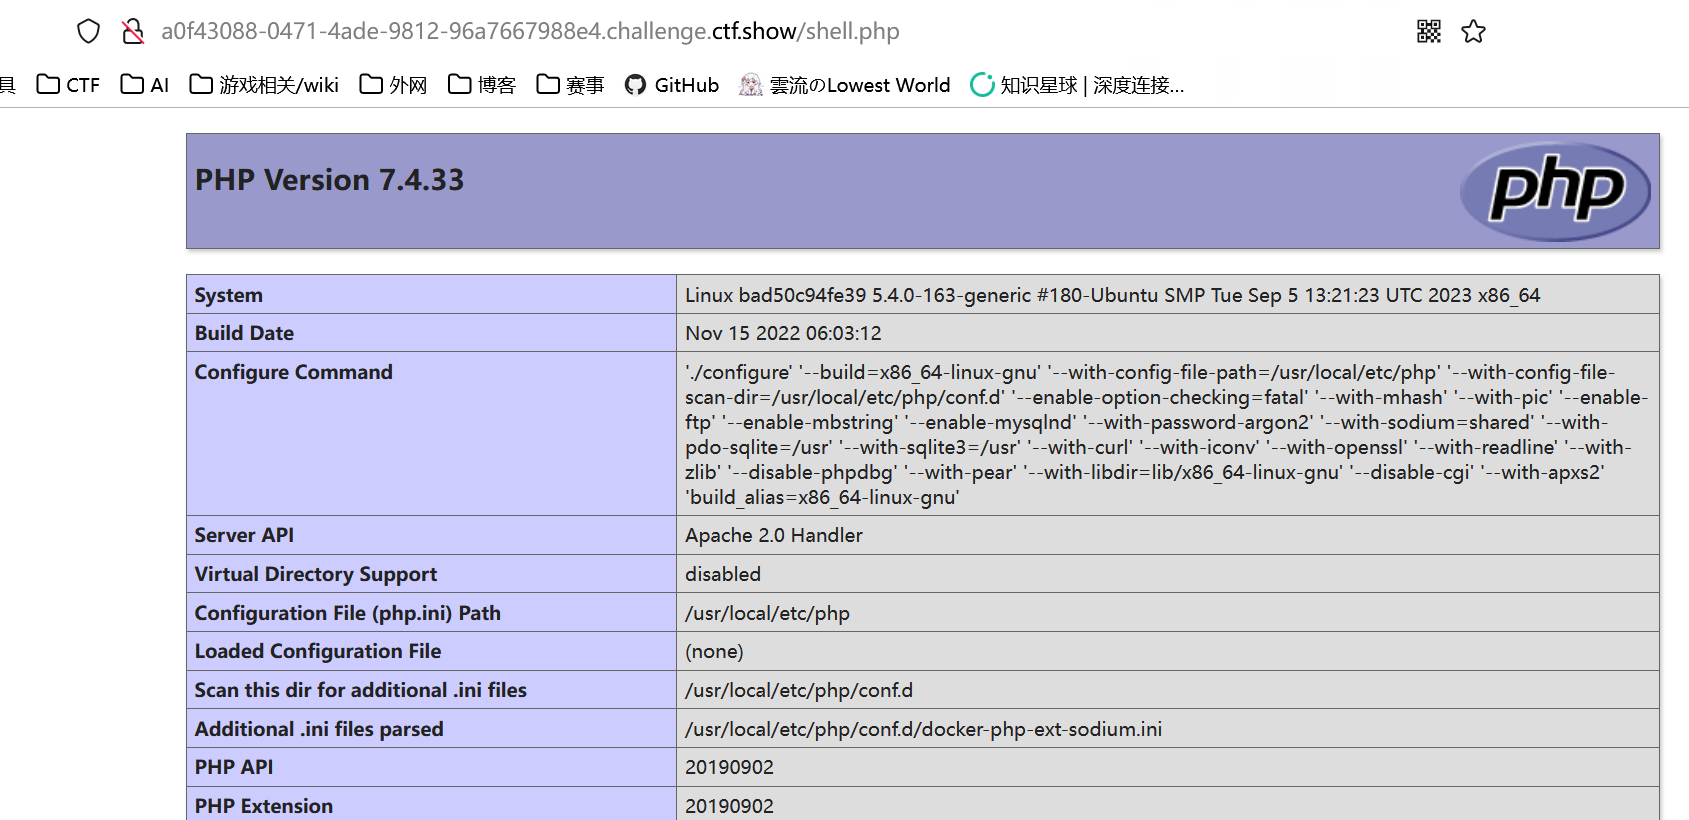 a0f43088-0471-4ade-9812-96a7667988e4.challenge.ctf.show/shell.php
具 CTF AI 游戏相关/wiki 外网 博客 赛事 GitHub 雲流のLowest World 知识星球 | 深度连接...
PHP Version 7.4.33
php
System Linux bad50c94fe39 5.4.0-163-generic #180-Ubuntu SMP Tue Sep 5 13:21:23 UTC 2023 x86_64
Build Date Nov 15 2022 06:03:12
Configure Command './configure' '--build=x86_64-linux-gnu' '--with-config-file-path=/usr/local/etc/php' '--with-config-file-
scan-dir=/usr/local/etc/php/conf.d' '--enable-option-checking=fatal' '--with-mhash' '--with-pic' '--enable-
ftp' '--enable-mbstring' '--enable-mysqlnd' '--with-password-argon2' '--with-sodium=shared' '--with-
pdo-sqlite=/usr' '--with-sqlite3=/usr' '--with-curl' '--with-iconv' '--with-openssl' '--with-readline' '--with-
zlib' '--disable-phpdbg' '--with-pear' '--with-libdir=lib/x86_64-linux-gnu' '--disable-cgi' '--with-apxs2'
'build_alias=x86_64-linux-gnu'
Server API Apache 2.0 Handler
Virtual Directory Support disabled
Configuration File (php.ini) Path /usr/local/etc/php
Loaded Configuration File (none)
Scan this dir for additional .ini files /usr/local/etc/php/conf.d
Additional .ini files parsed /usr/local/etc/php/conf.d/docker-php-ext-sodium.ini
PHP API 20190902
PHP Extension 20190902